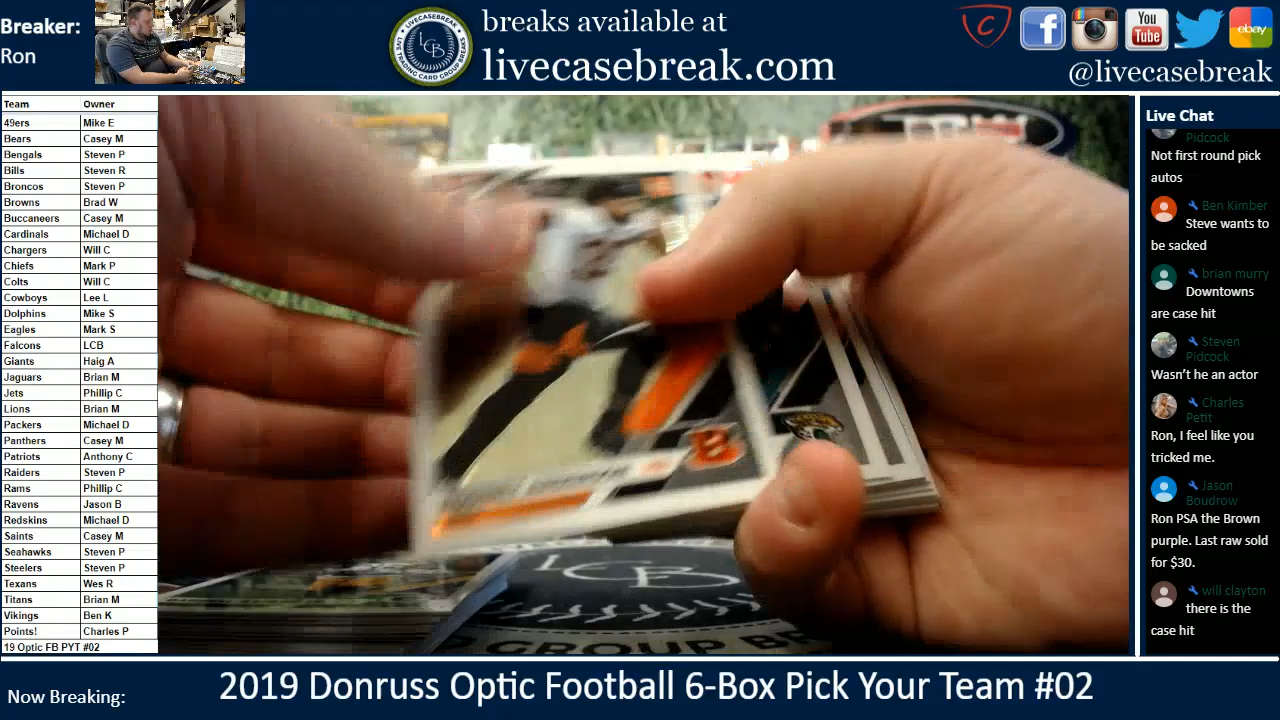 Breaker:
Ron
LCB
breaks available at
livecasebreak.com
You
Tube
ebay
@livecasebreak
Team Owner
49ers Mike E
Bears Casey M
Bengals Steven P
Bills Steven R
Broncos Steven P
Browns Brad W
Buccaneers Casey M
Cardinals Michael D
Chargers Will C
Chiefs Mark P
Colts Will C
Cowboys Lee L
Dolphins Mike S
Eagles Mark S
Falcons LCB
Giants Haig A
Jaguars Brian M
Jets Phillip C
Lions Brian M
Packers Michael D
Panthers Casey M
Patriots Anthony C
Raiders Steven P
Rams Phillip C
Ravens Jason B
Redskins Michael D
Saints Casey M
Seahawks Steven P
Steelers Steven P
Texans Wes R
Titans Brian M
Vikings Ben K
Points! Charles P
19 Optic FB PYT #02
B
LCB
GROUP
Live Chat
Pidcock
Not first round pick
autos
Ben Kimber
Steve wants to
be sacked
brian murry
Downtowns
are case hit
Steven
Pidcock
Wasn't he an actor
Charles
Petit
Ron, I feel like you
tricked me.
Jason
Boudrow
Ron PSA the Brown
purple. Last raw sold
for $30.
will clayton
there is the
case hit
Now Breaking:
2019 Donruss Optic Football 6-Box Pick Your Team #02